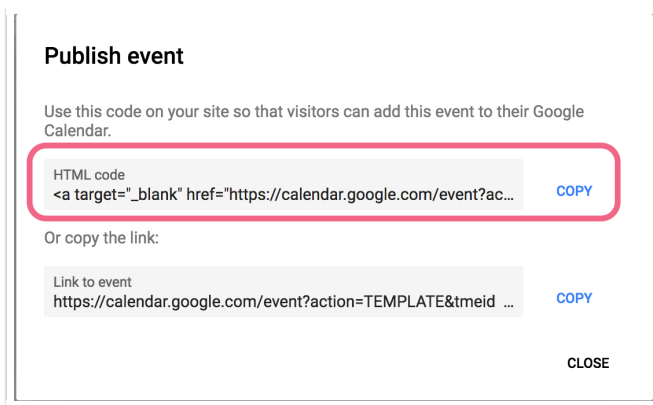 Publish event
Use this code on your site so that visitors can add this event to their Google
Calendar.
HTML code
<a target="_blank" href="https://calendar.google.com/event?ac...
COPY
Or copy the link:
Link to event
https://calendar.google.com/event?action=TEMPLATE&tmeid ...
COPY
CLOSE